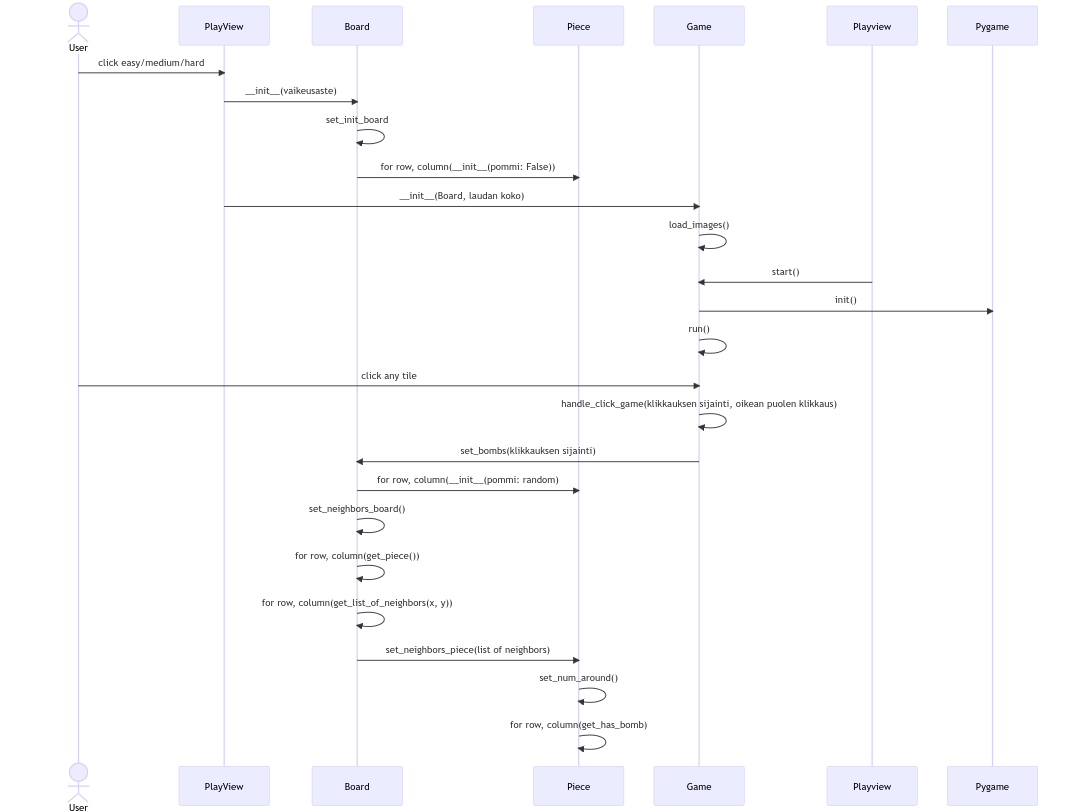 PlayView
Board
Piece
Game
Playview
Pygame
User
click easy/medium/hard
__init__(vaikeusaste)
set_init_board
for row, column(__init__(pommi: False))
__init__(Board, laudan koko)
load_images()
start()
init()
run()
click any tile
handle_click_game(klikkauksen sijainti, oikean puolen klikkaus)
set_bombs(klikkauksen sijainti)
for row, column(__init__(pommi: random)
set_neighbors_board()
for row, column(get_piece())
for row, column(get_list_of_neighbors(x, y))
set_neighbors_piece(list of neighbors)
set_num_around()
for row, column(get_has_bomb)
PlayView
Board
Piece
Game
Playview
Pygame
User